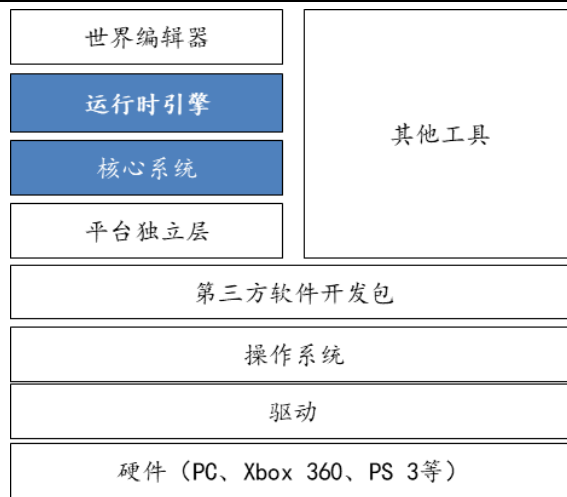 世界编辑器
运行时引擎
核心系统
平台独立层
其他工具
第三方软件开发包
操作系统
驱动
硬件（PC、Xbox 360、PS 3等）